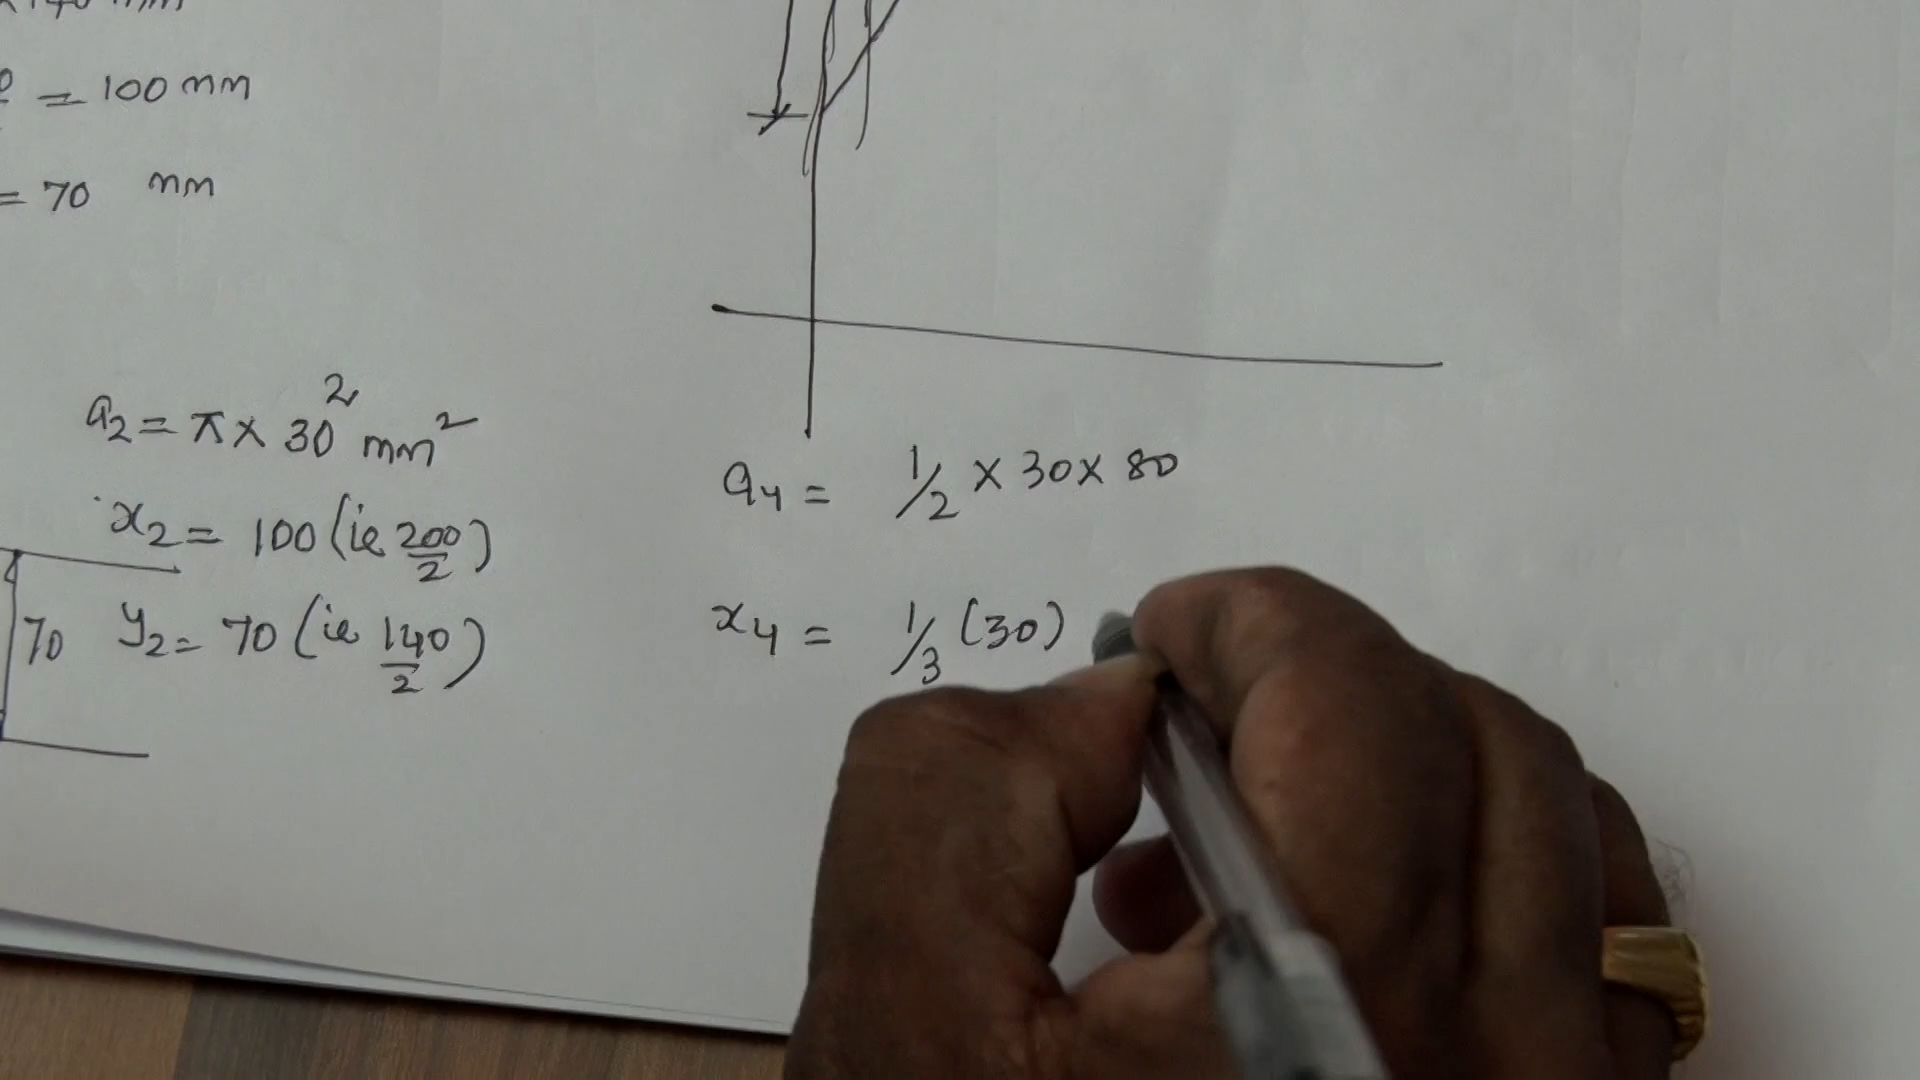 = 100 mm
= 70 mm
a2 = π × 30² mm²
x2 = 100 (ie 200/2)
70
y2 = 70 (ie 140/2)
a4 = 1/2 × 30 × 80
x4 = 1/3 (30)